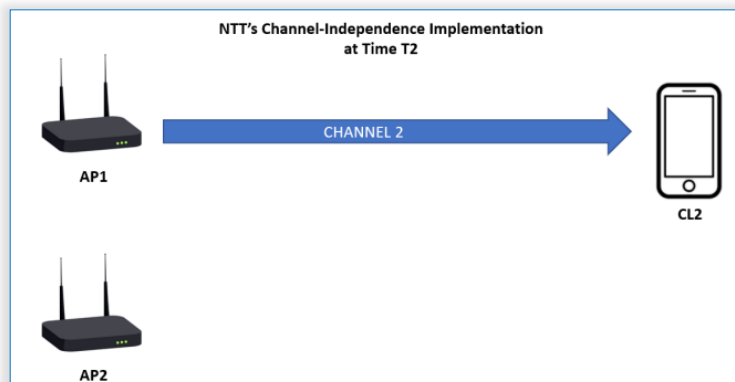 NTT's Channel-Independence Implementation
at Time T2
CHANNEL 2
AP1
CL2
AP2